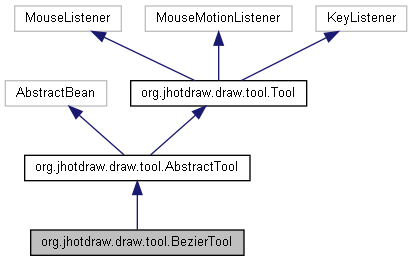 MouseListener
MouseMotionListener
KeyListener
AbstractBean
org.jhotdraw.draw.tool.Tool
org.jhotdraw.draw.tool.AbstractTool
org.jhotdraw.draw.tool.BezierTool